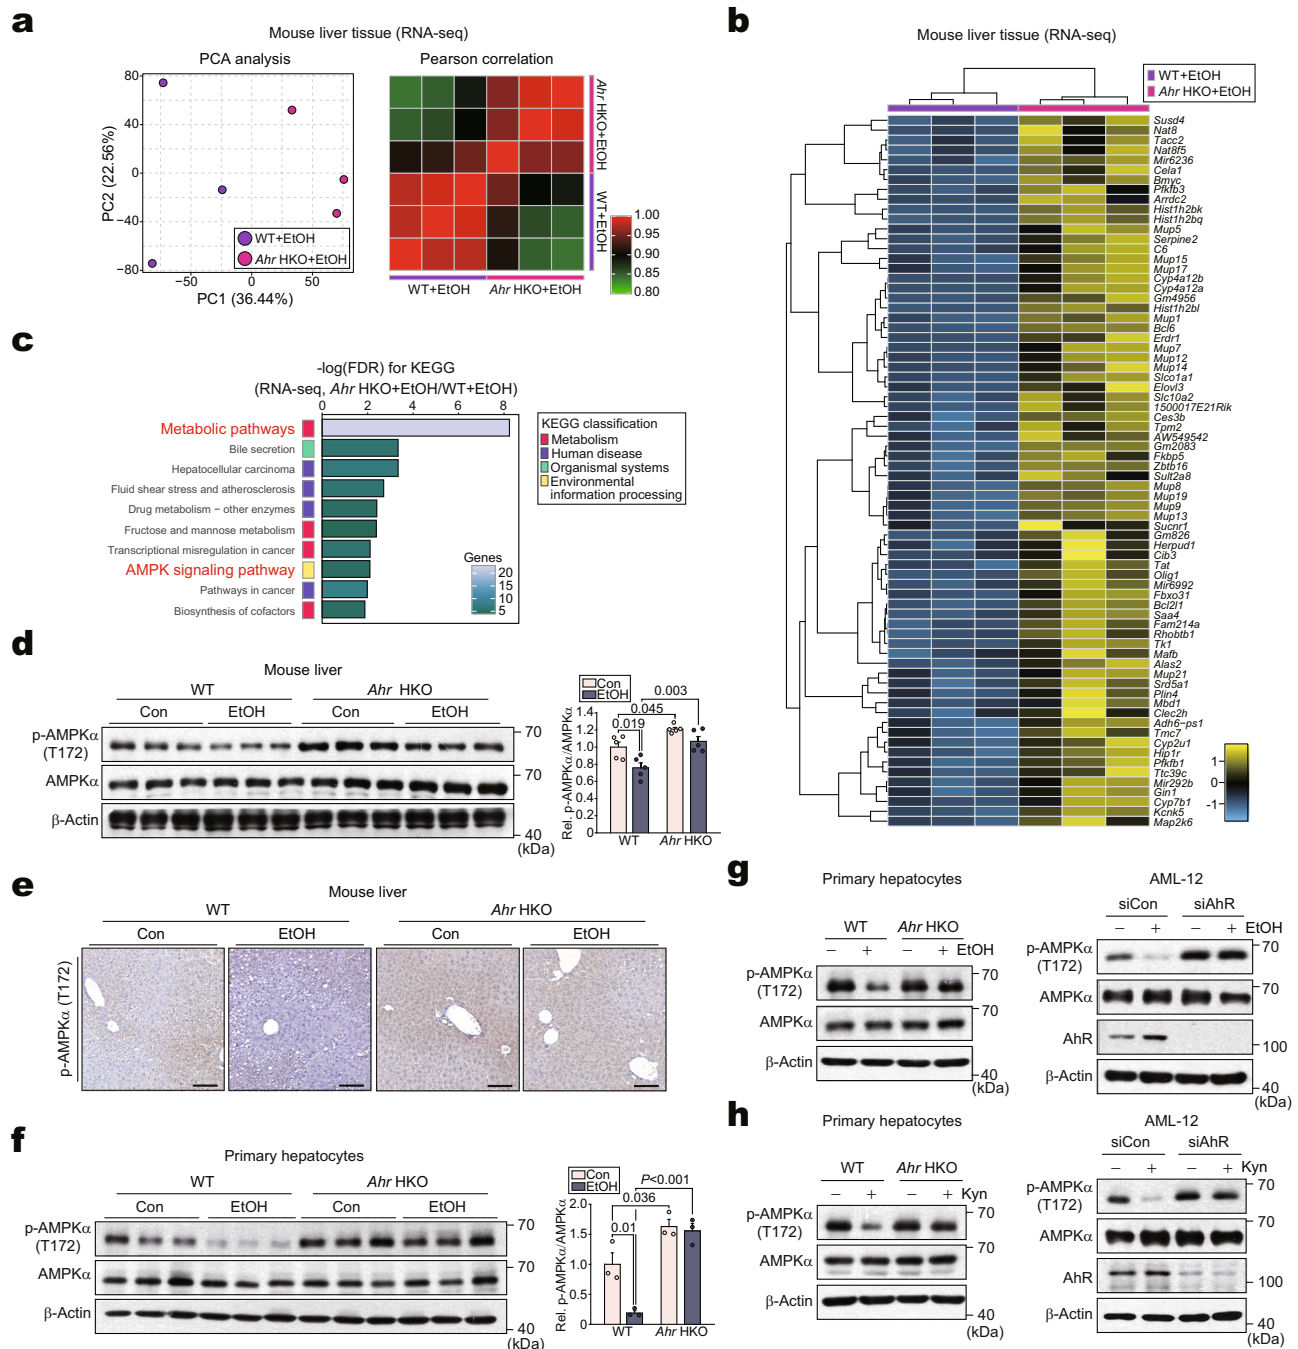 a
Mouse liver tissue (RNA-seq)
PCA analysis
Pearson correlation
80
40
0
−40
−80
PC2 (22.56%)
−50
0
50
PC1 (36.44%)
WT+EtOH
Ahr HKO+EtOH
Ahr HKO+EtOH
WT+EtOH
WT+EtOH
Ahr HKO+EtOH
1.00
0.95
0.90
0.85
0.80
b
Mouse liver tissue (RNA-seq)
WT+EtOH
Ahr HKO+EtOH
Susd4
Nat8
Tacc2
Nat8f5
Mir6236
Cela1
Bmyc
Pfkfb3
Arrdc2
Hist1h2bk
Hist1h2bq
Mup5
Serpine2
C6
Mup15
Mup17
Cyp4a12b
Cyp4a12a
Gm4956
Hist1h2bl
Mup1
Bcl6
Erdr1
Mup7
Mup12
Mup14
Slco1a1
Elovl3
Slc10a2
1500017E21Rik
Ces3b
Tpm2
AW549542
Gm2083
Fkbp5
Zbtb16
Sult2a8
Mup8
Mup19
Mup9
Mup13
Sucnr1
Gm826
Herpud1
Cib3
Tat
Olig1
Mir6992
Fbxo31
Bcl2l1
Saa4
Fam214a
Rhobtb1
Tk1
Mafb
Alas2
Mup21
Srd5a1
Plin4
Mbd1
Clec2h
Adh6−ps1
Tmc7
Cyp2u1
Hip1r
Pfkfb1
Ttc39c
Mir292b
Gin1
Cyp7b1
Kcnk5
Map2k6
1
0
-1
c
-log(FDR) for KEGG
(RNA-seq, Ahr HKO+EtOH/WT+EtOH)
0 2 4 6 8
Metabolic pathways
Bile secretion
Hepatocellular carcinoma
Fluid shear stress and atherosclerosis
Drug metabolism − other enzymes
Fructose and mannose metabolism
Transcriptional misregulation in cancer
AMPK signaling pathway
Pathways in cancer
Biosynthesis of cofactors
Genes
20
15
10
5
KEGG classification
Metabolism
Human disease
Organismal systems
Environmental
information processing
d
Mouse liver
WT
Ahr HKO
Con
EtOH
Con
EtOH
p-AMPKα
(T172)
70
AMPKα
70
β-Actin
40
(kDa)
Con
EtOH
0.003
0.045
0.019
1.4
1.2
1.0
0.8
0.6
0.4
0.2
0
Rel. p-AMPKα/AMPKα
WT
Ahr HKO
e
Mouse liver
WT
Ahr HKO
Con
EtOH
Con
EtOH
p-AMPKα (T172)
f
Primary hepatocytes
WT
Ahr HKO
Con
EtOH
Con
EtOH
p-AMPKα
(T172)
70
AMPKα
70
β-Actin
40
(kDa)
Con
EtOH
P<0.001
0.036
0.01
2.0
1.5
1.0
0.5
0
Rel. p-AMPKα/AMPKα
WT
Ahr HKO
g
Primary hepatocytes
WT
Ahr HKO
− + − + EtOH
p-AMPKα
(T172)
70
AMPKα
70
β-Actin
40
(kDa)
AML-12
siCon
siAhR
− + − + EtOH
p-AMPKα
(T172)
70
AMPKα
70
AhR
100
β-Actin
40
(kDa)
h
Primary hepatocytes
WT
Ahr HKO
− + − + Kyn
p-AMPKα
(T172)
70
AMPKα
70
β-Actin
40
(kDa)
AML-12
siCon
siAhR
− + − + Kyn
p-AMPKα
(T172)
70
AMPKα
70
AhR
100
β-Actin
40
(kDa)